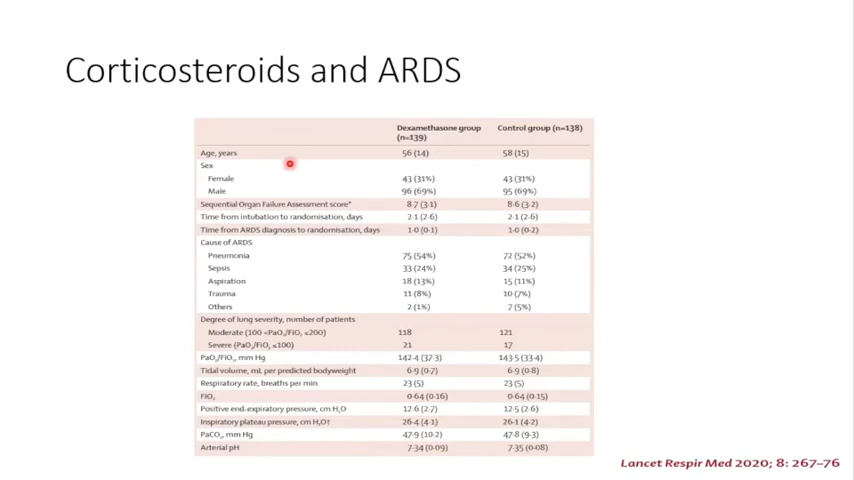 Corticosteroids and ARDS
Dexamethasone group (n=139) Control group (n=138)
Age, years 56 (14) 58 (15)
Sex
Female 43 (31%) 43 (31%)
Male 96 (69%) 95 (69%)
Sequential Organ Failure Assessment score* 8·7 (3·1) 8·6 (3·2)
Time from intubation to randomisation, days 2·1 (2·6) 2·1 (2·6)
Time from ARDS diagnosis to randomisation, days 1·0 (0·1) 1·0 (0·2)
Cause of ARDS
Pneumonia 75 (54%) 72 (52%)
Sepsis 33 (24%) 34 (25%)
Aspiration 18 (13%) 15 (11%)
Trauma 11 (8%) 10 (7%)
Others 2 (1%) 7 (5%)
Degree of lung severity, number of patients
Moderate (100 <PaO₂/FiO₂ ≤200) 118 121
Severe (PaO₂/FiO₂ ≤100) 21 17
PaO₂/FiO₂, mm Hg 142·4 (37·3) 143·5 (33·4)
Tidal volume, mL per predicted bodyweight 6·9 (0·7) 6·9 (0·8)
Respiratory rate, breaths per min 23 (5) 23 (5)
FiO₂ 0·64 (0·16) 0·64 (0·15)
Positive end-expiratory pressure, cm H₂O 12·6 (2·7) 12·5 (2·6)
Inspiratory plateau pressure, cm H₂O† 26·4 (4·1) 26·1 (4·2)
PaCO₂, mm Hg 47·9 (10·2) 47·8 (9·3)
Arterial pH 7·34 (0·09) 7·35 (0·08)
Lancet Respir Med 2020; 8: 267–76